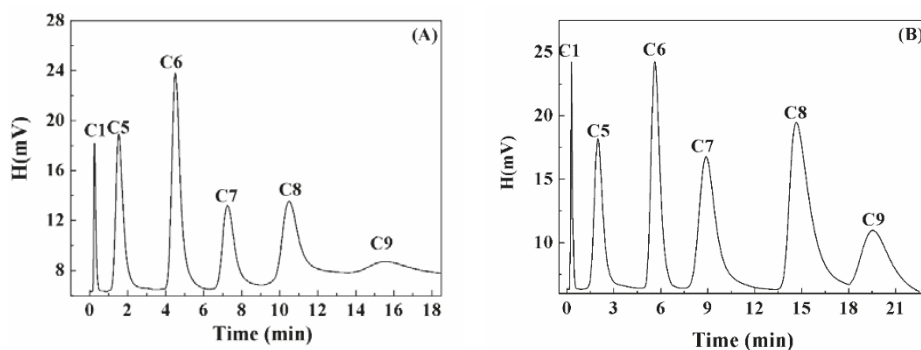 28
24
20
16
12
8
H(mV)
(A)
C1
C5
C6
C7
C8
C9
0 2 4 6 8 10 12 14 16 18
Time (min)
25
20
15
10
H(mV)
(B)
C1
C5
C6
C7
C8
C9
0 3 6 9 12 15 18 21
Time (min)